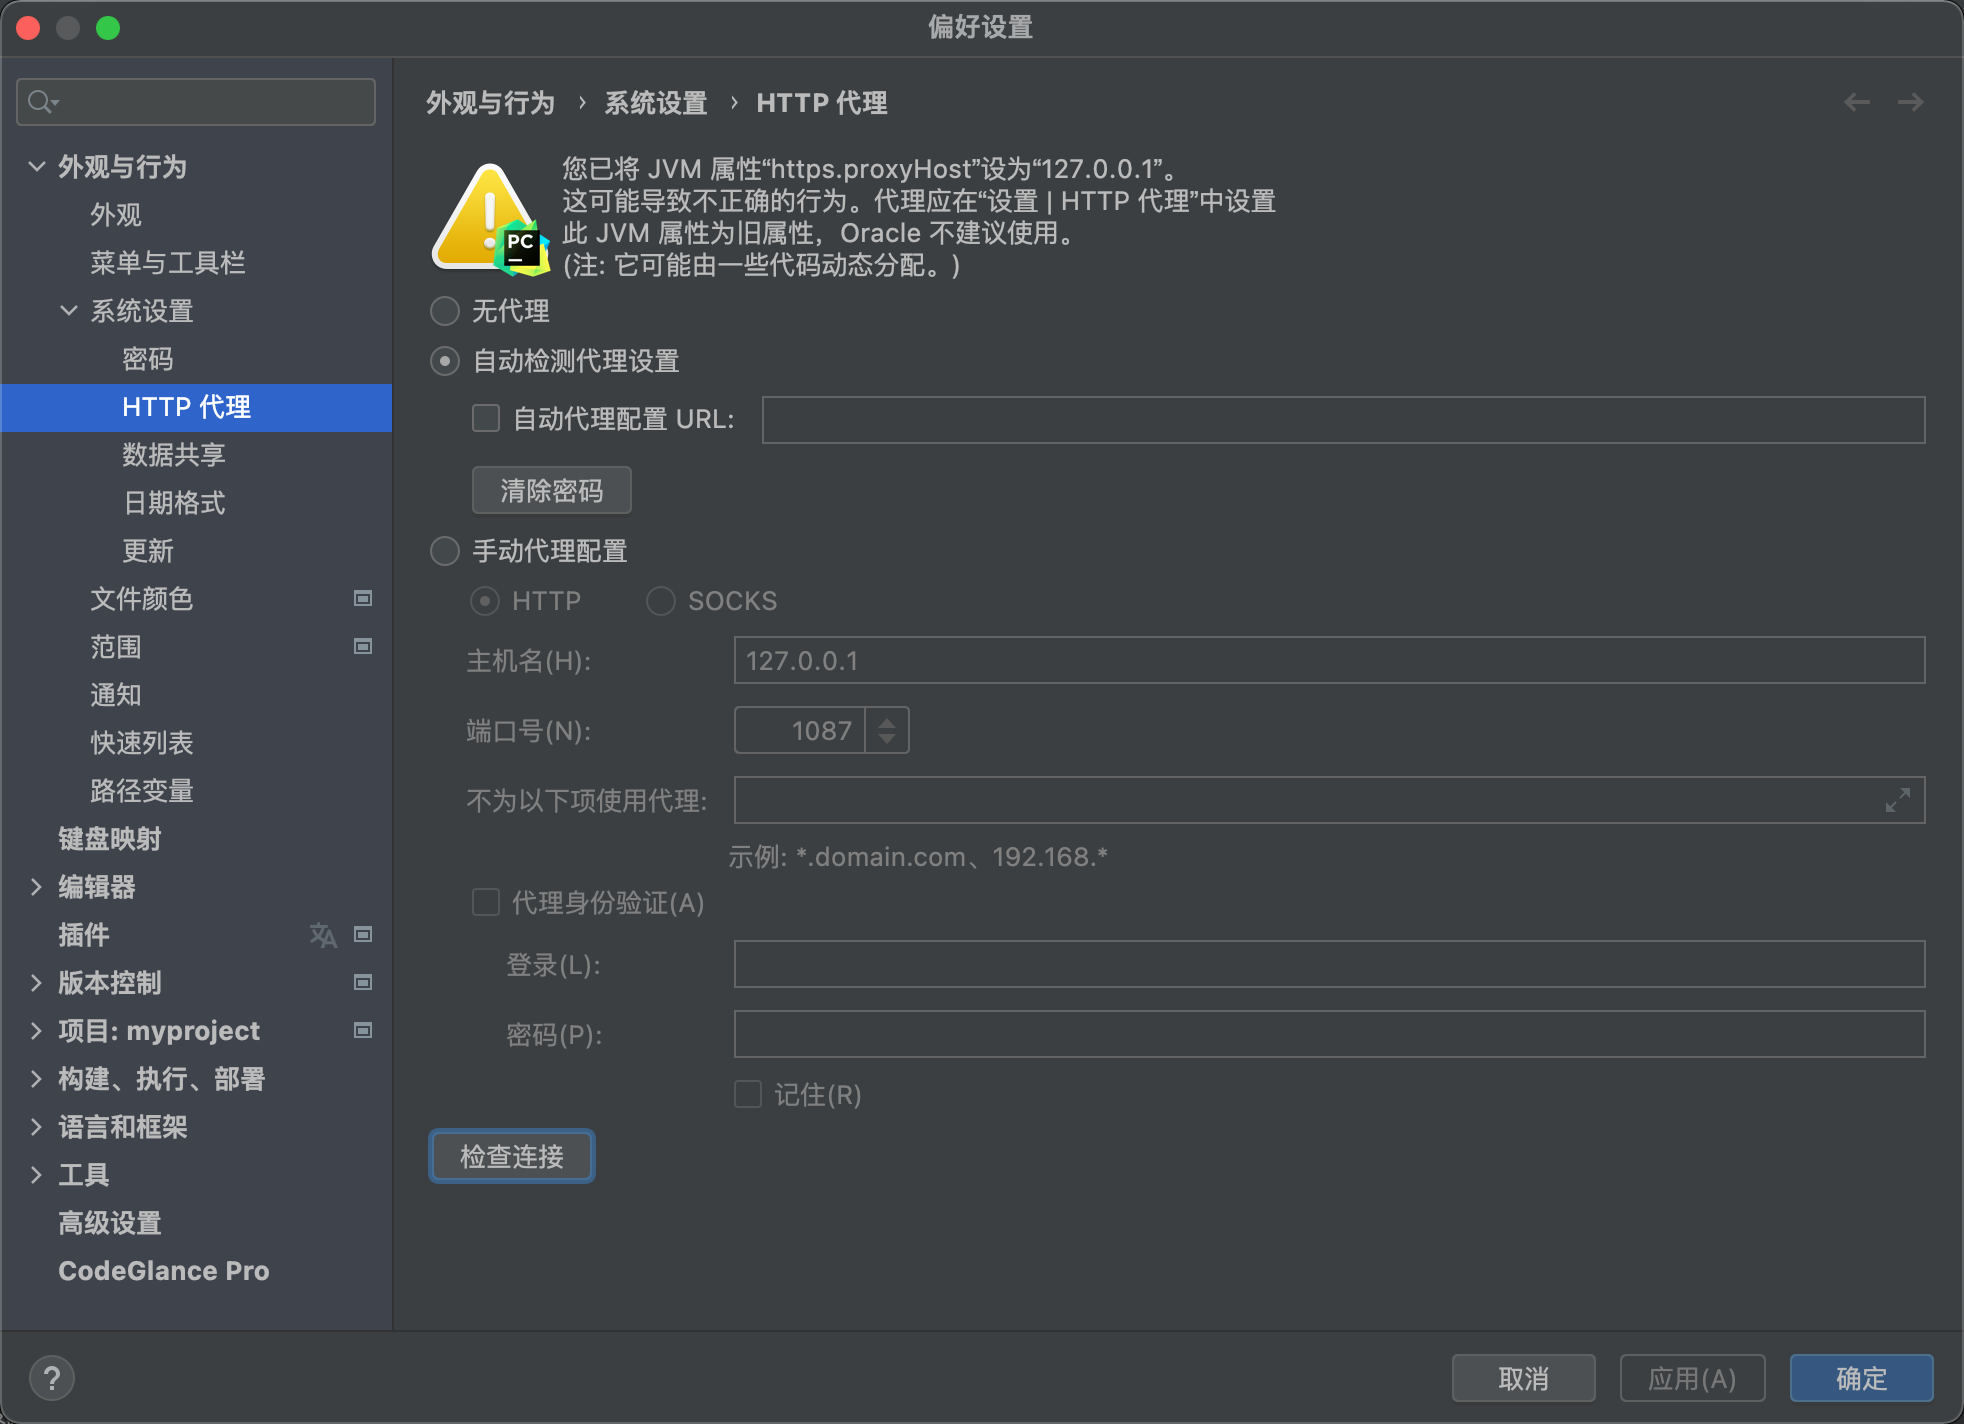 偏好设置
外观与行为
外观
菜单与工具栏
系统设置
密码
HTTP 代理
数据共享
日期格式
更新
文件颜色
范围
通知
快速列表
路径变量
键盘映射
编辑器
插件
版本控制
项目: myproject
构建、执行、部署
语言和框架
工具
高级设置
CodeGlance Pro
外观与行为 › 系统设置 › HTTP 代理
您已将 JVM 属性“https.proxyHost”设为“127.0.0.1”。
这可能导致不正确的行为。代理应在“设置 | HTTP 代理”中设置
此 JVM 属性为旧属性，Oracle 不建议使用。
(注: 它可能由一些代码动态分配。)
PC
无代理
自动检测代理设置
自动代理配置 URL:
清除密码
手动代理配置
HTTP SOCKS
主机名(H): 127.0.0.1
端口号(N): 1087
不为以下项使用代理:
示例: *.domain.com、192.168.*
代理身份验证(A)
登录(L):
密码(P):
记住(R)
检查连接
? 取消 应用(A) 确定